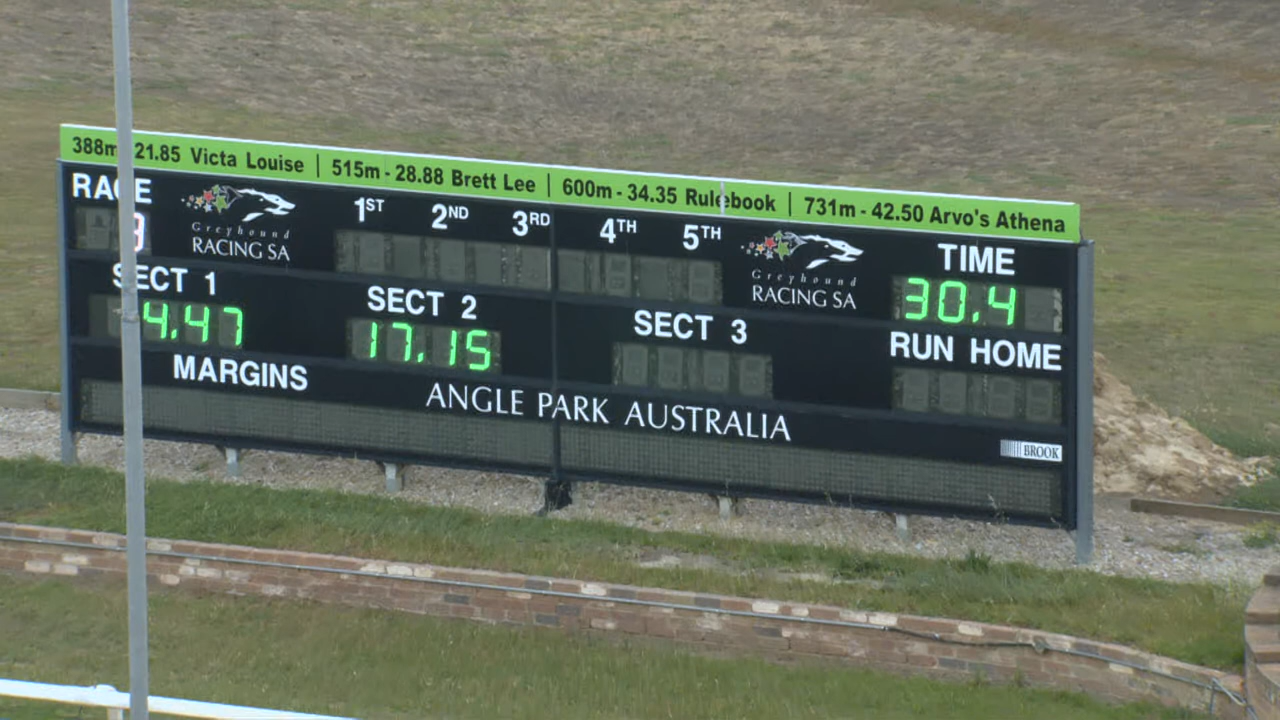 388m 21.85 Victa Louise | 515m - 28.88 Brett Lee | 600m - 34.35 Rulebook | 731m - 42.50 Arvo's Athena
RACE
Greyhound
RACING SA
1ST 2ND 3RD 4TH 5TH
Greyhound
RACING SA
TIME
30.4
SECT 1
4.47
SECT 2
17.15
SECT 3
RUN HOME
MARGINS
ANGLE PARK AUSTRALIA
BROOK